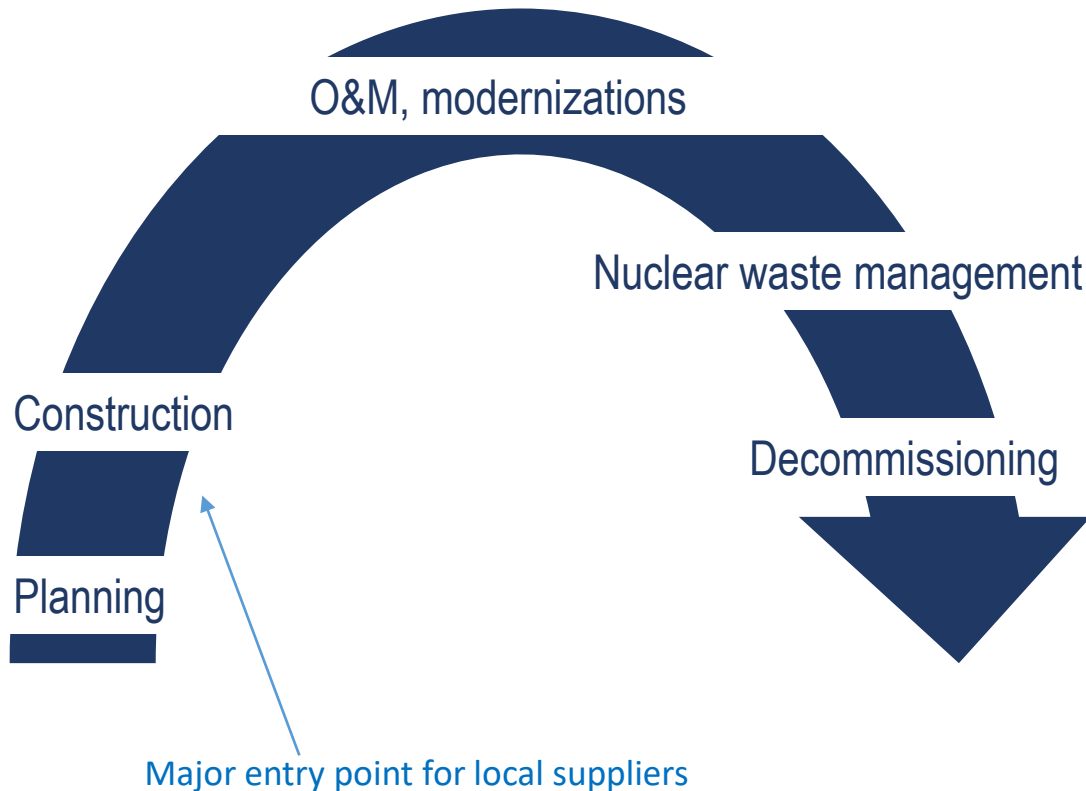 O&M, modernizations
Nuclear waste management
Construction
Decommissioning
Planning
Major entry point for local suppliers